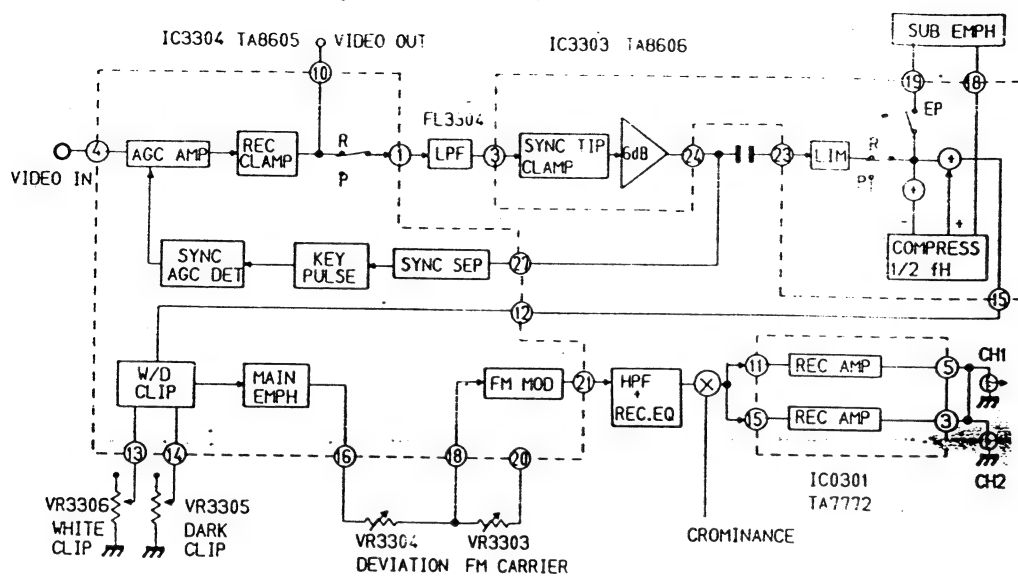 IC3304 TA8605
VIDEO OUT
IC3303 TA8606
SUB EMPH
10
19
18
FL3304
EP
4
AGC AMP
REC
CLAMP
R
P
1
LPF
3
SYNC TIP
CLAMP
6dB
24
23
LIM
R
P
+
+
VIDEO IN
-
+
SYNC
AGC DET
KEY
PULSE
SYNC SEP
27
COMPRESS
1/2 fH
12
15
W/D
CLIP
MAIN
EMPH
FM MOD
21
HPF
+
REC.EQ
11
REC AMP
5
CH1
15
REC AMP
3
13
14
16
18
20
IC0301
TA7772
CH2
VR3306
WHITE
CLIP
VR3305
DARK
CLIP
VR3304
DEVIATION
VR3303
FM CARRIER
CROMINANCE